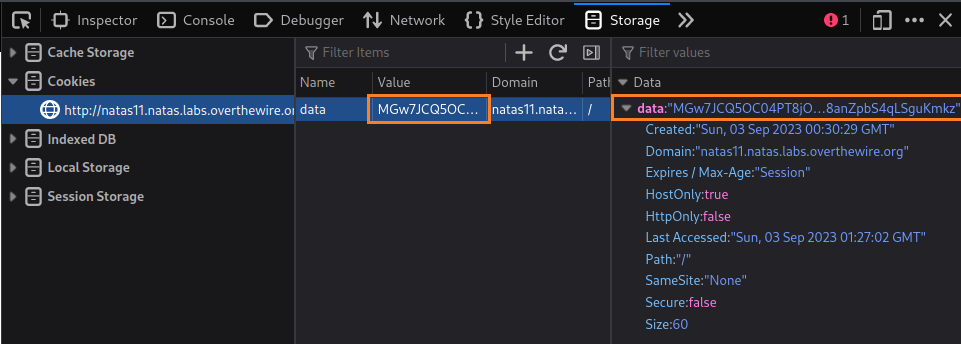 Inspector Console Debugger Network Style Editor Storage 1
Cache Storage
Cookies
http://natas11.natas.labs.overthewire.or
Indexed DB
Local Storage
Session Storage
Filter Items
Name Value Domain Path
data MGw7JCQ5OC... natas11.nata... /
Filter values
Data
data:"MGw7JCQ5OC04PT8jO...8anZpbS4qLSguKmkz"
Created:"Sun, 03 Sep 2023 00:30:29 GMT"
Domain:"natas11.natas.labs.overthewire.org"
Expires / Max-Age:"Session"
HostOnly:true
HttpOnly:false
Last Accessed:"Sun, 03 Sep 2023 01:27:02 GMT"
Path:"/"
SameSite:"None"
Secure:false
Size:60